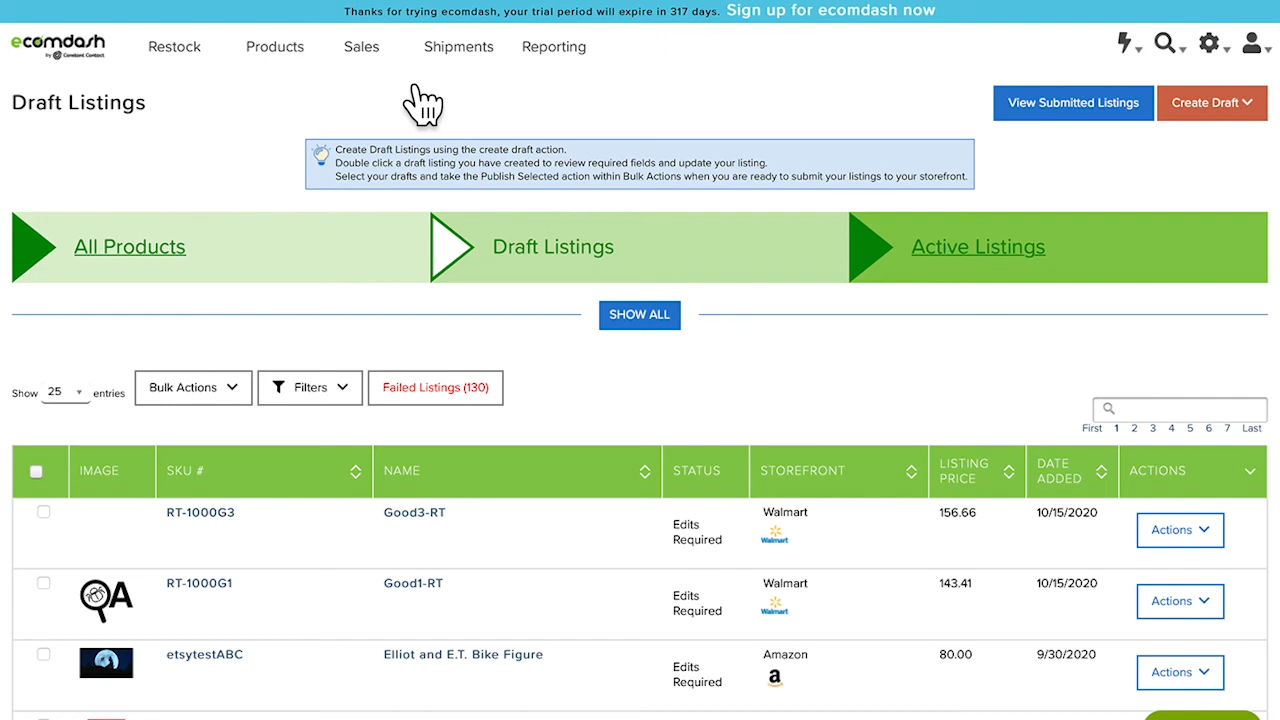 Thanks for trying ecomdash, your trial period will expire in 317 days. Sign up for ecomdash now
ecomdash
by Constant Contact
Restock
Products
Sales
Shipments
Reporting
Draft Listings
View Submitted Listings
Create Draft
Create Draft Listings using the create draft action.
Double click a draft listing you have created to review required fields and update your listing.
Select your drafts and take the Publish Selected action within Bulk Actions when you are ready to submit your listings to your storefront.
All Products
Draft Listings
Active Listings
SHOW ALL
Show 25 entries
Bulk Actions
Filters
Failed Listings (130)
First 1 2 3 4 5 6 7 Last
IMAGE
SKU #
NAME
STATUS
STOREFRONT
LISTING PRICE
DATE ADDED
ACTIONS
RT-1000G3
Good3-RT
Edits Required
Walmart
Walmart
156.66
10/15/2020
Actions
QA
RT-1000G1
Good1-RT
Edits Required
Walmart
Walmart
143.41
10/15/2020
Actions
etsytestABC
Elliot and E.T. Bike Figure
Edits Required
Amazon
a
80.00
9/30/2020
Actions